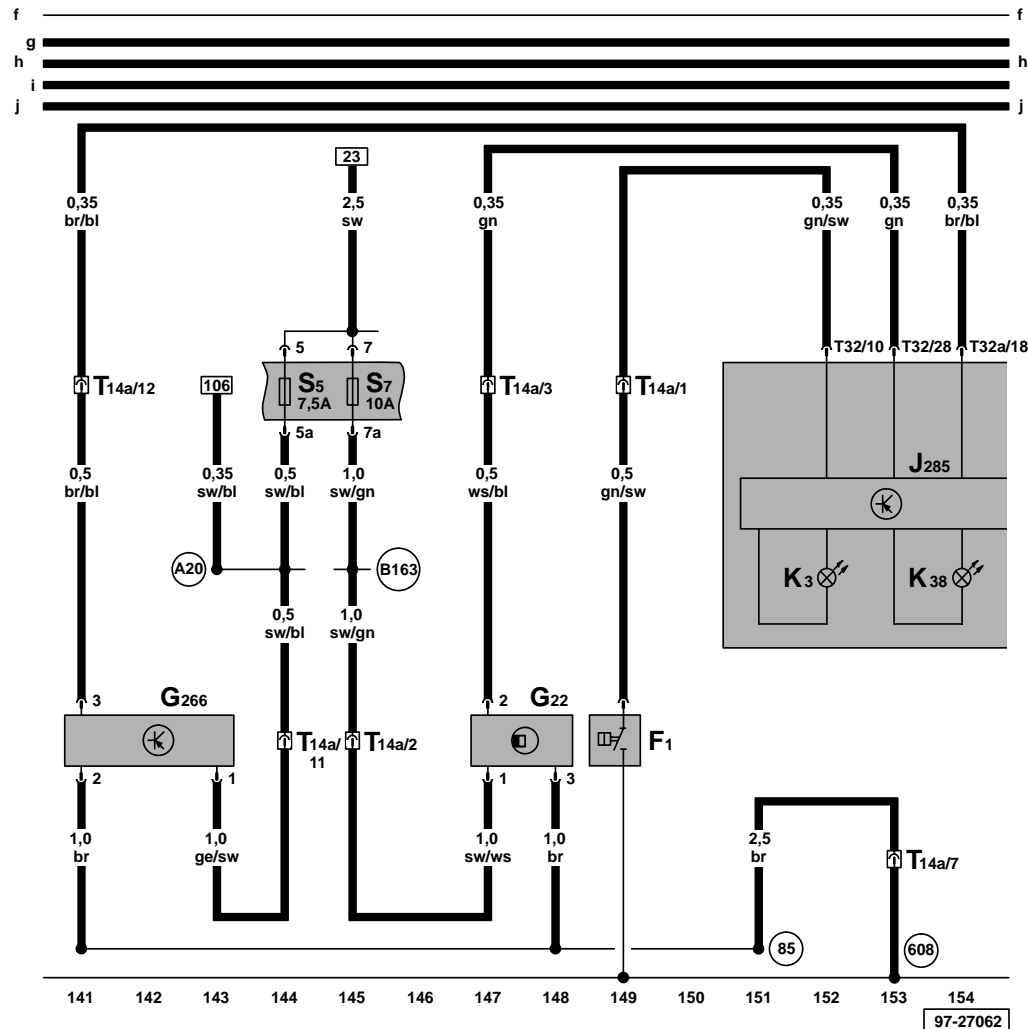 f f
g
h h
i
j j
23
0,35 2,5 0,35 0,35 0,35 0,35
br/bl sw gn gn/sw gn br/bl
5 7 T32/10 T32/28 T32a/18
T14a/12 106 S5 S7 T14a/3 T14a/1
7,5A 10A
5a 7a
J285
0,5 0,35 0,5 1,0 0,5 0,5
br/bl sw/bl sw/bl sw/gn ws/bl gn/sw
A20 B163 K3 K38
0,5 1,0
sw/bl sw/gn
3 G266 2 G22
T14a/ T14a/2 F1
11
2 1 1 3
1,0 1,0 1,0 1,0 2,5
br ge/sw sw/ws br br
T14a/7
85 608
141 142 143 144 145 146 147 148 149 150 151 152 153 154
97-27062